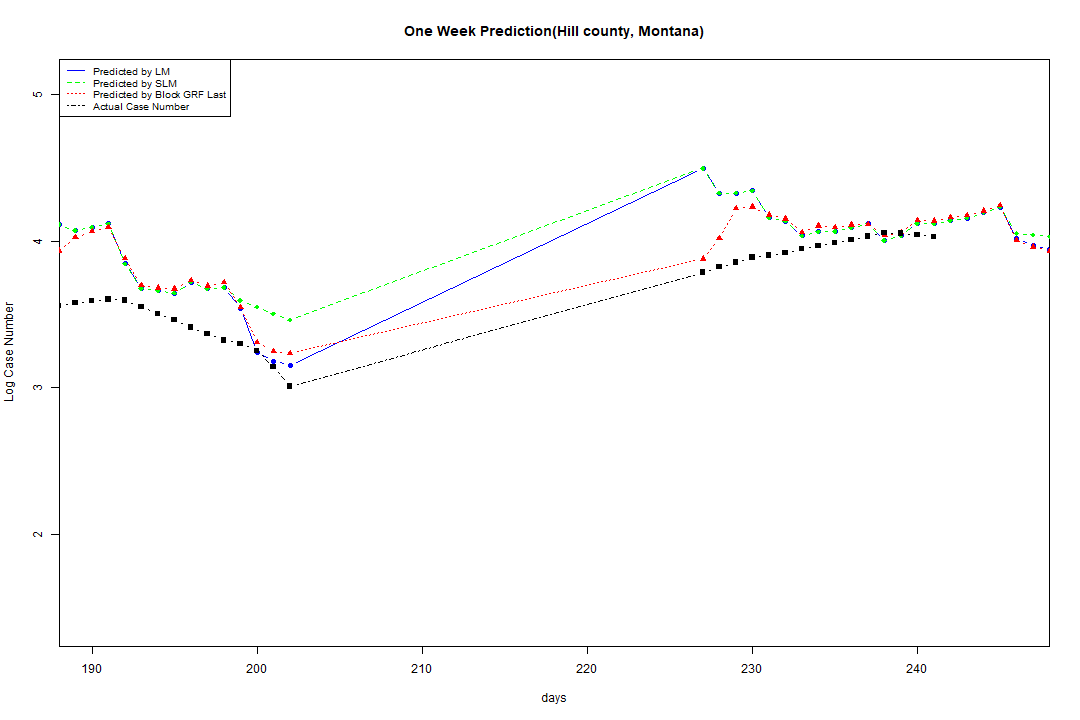 One Week Prediction(Hill county, Montana)
Predicted by LM
Predicted by SLM
Predicted by Block GRF Last
Actual Case Number
5
4
3
2
Log Case Number
190 200 210 220 230 240
days